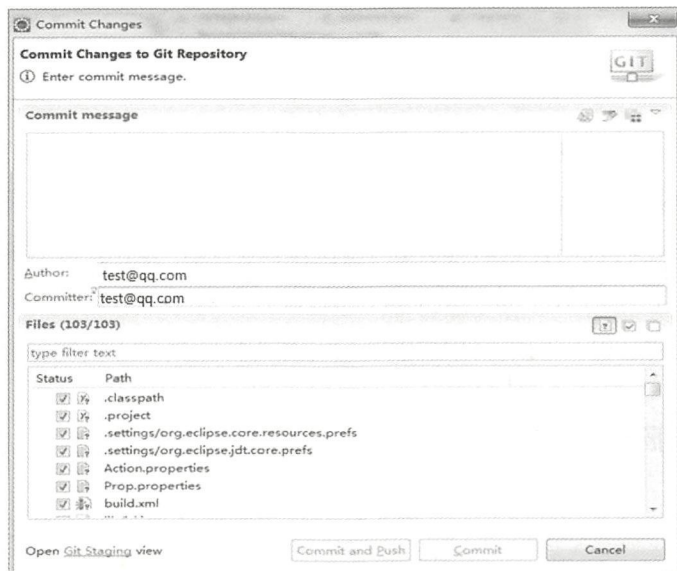 Commit Changes
Commit Changes to Git Repository
GIT
Enter commit message.
Commit message
Author: test@qq.com
Committer: test@qq.com
Files (103/103)
type filter text
Status Path
.classpath
.project
.settings/org.eclipse.core.resources.prefs
.settings/org.eclipse.jdt.core.prefs
Action.properties
Prop.properties
build.xml
Open Git Staging view
Commit and Push
Commit
Cancel